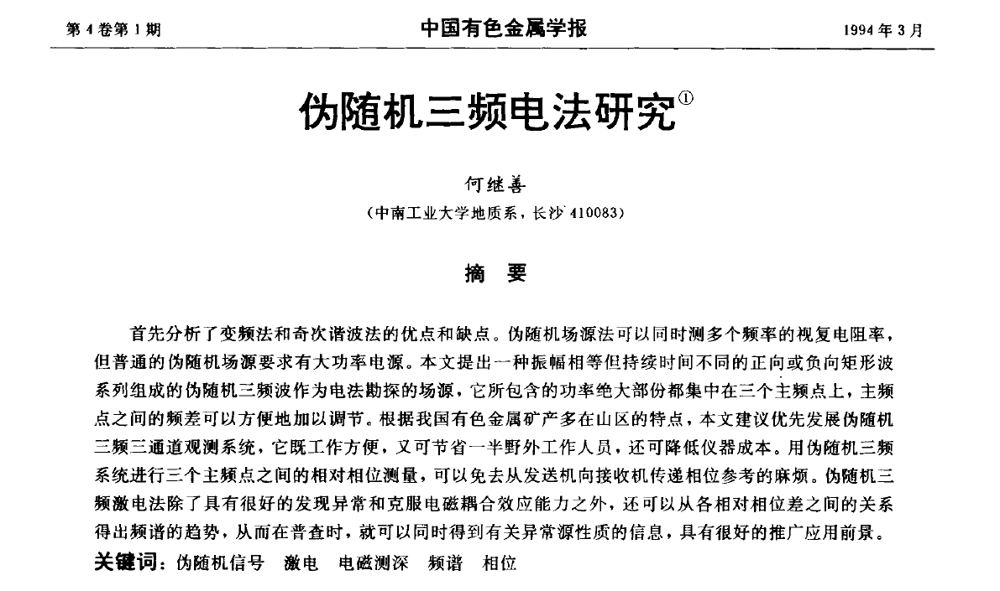 第 4 卷第 1 期 中国有色金属学报 1994 年 3 月
伪随机三频电法研究①
何继善
(中南工业大学地质系，长沙 410083)
摘 要
首先分析了变频法和奇次谐波法的优点和缺点。伪随机场源法可以同时测多个频率的视复电阻率，
但普通的伪随机场源要求有大功率电源。本文提出一种振幅相等但持续时间不同的正向或负向矩形波
系列组成的伪随机三频波作为电法勘探的场源，它所包含的功率绝大部份都集中在三个主频点上，主频
点之间的频差可以方便地加以调节。根据我国有色金属矿产多在山区的特点，本文建议优先发展伪随机
三频三通道观测系统，它既工作方便，又可节省一半野外工作人员，还可降低仪器成本。用伪随机三频
系统进行三个主频点之间的相对相位测量，可以免去从发送机向接收机传递相位参考的麻烦。伪随机三
频激电法除了具有很好的发现异常和克服电磁耦合效应能力之外，还可以从各相对相位差之间的关系
得出频谱的趋势，从而在普查时，就可以同时得到有关异常源性质的信息，具有很好的推广应用前景。
关键词：伪随机信号 激电 电磁测深 频谱 相位